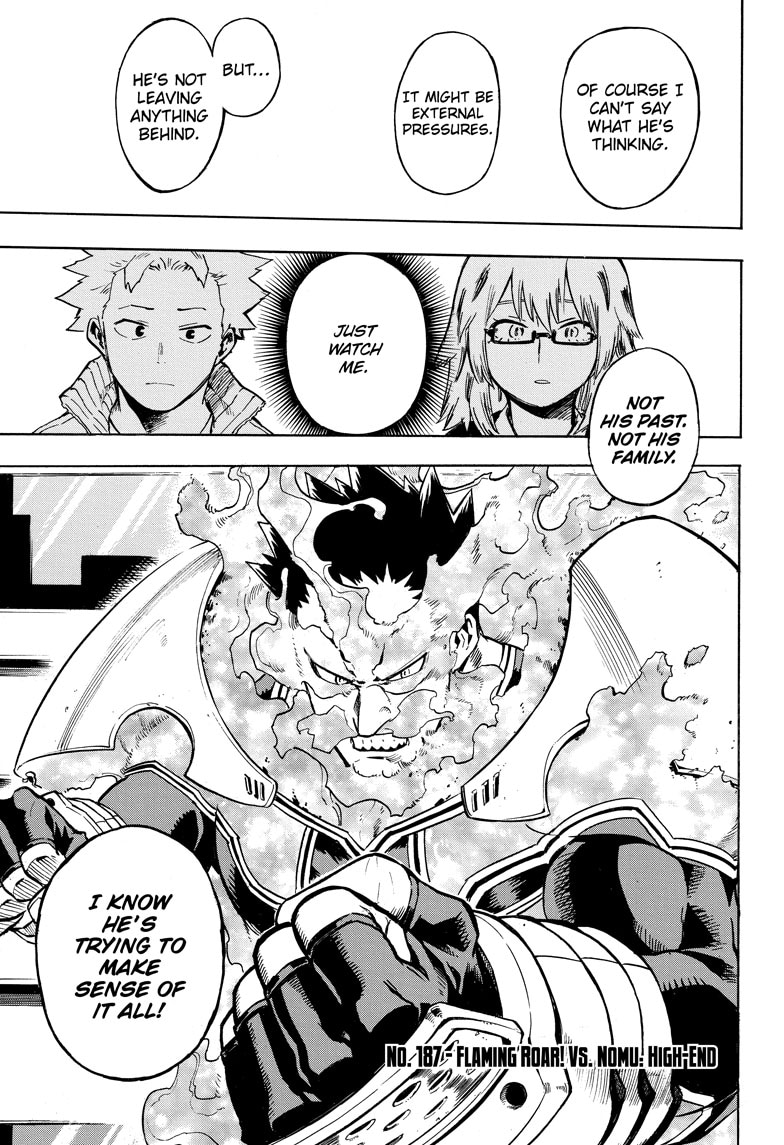 OF COURSE I
CAN'T SAY
WHAT HE'S
THINKING.
IT MIGHT BE
EXTERNAL
PRESSURES.
BUT...
HE'S NOT
LEAVING
ANYTHING
BEHIND.
NOT
HIS PAST.
NOT HIS
FAMILY.
JUST
WATCH
ME.
I KNOW
HE'S
TRYING TO
MAKE
SENSE OF
IT ALL!
No. 187 - FLAMING ROAR! VS. NOMU: HIGH-END